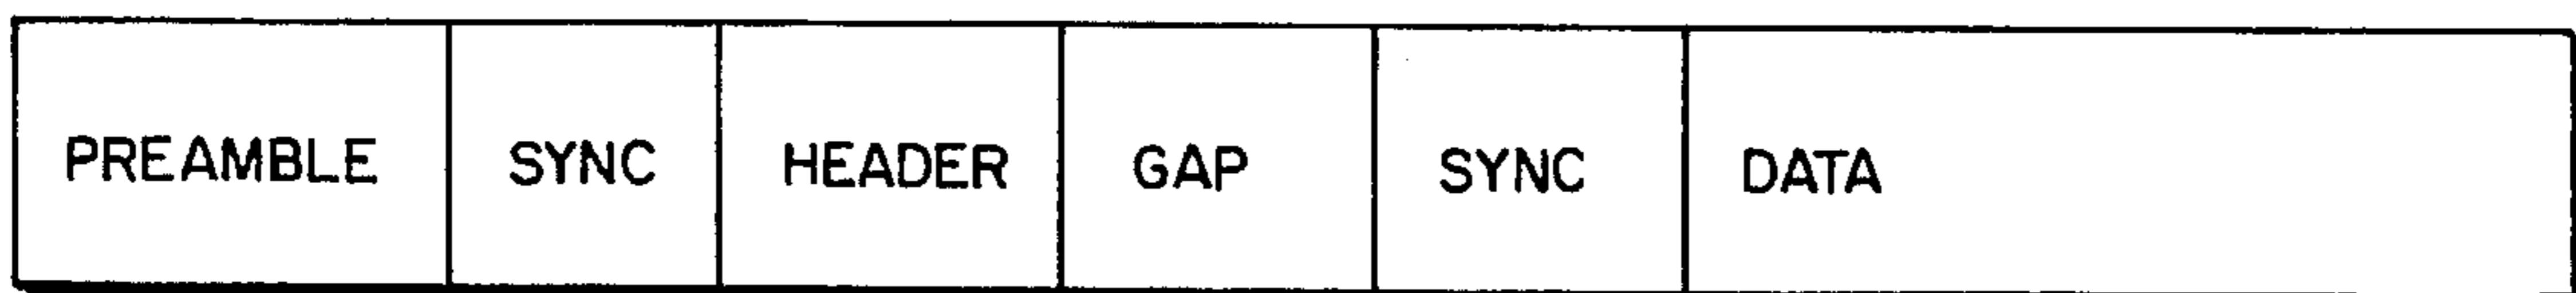 PREAMBLE SYNC HEADER GAP SYNC DATA